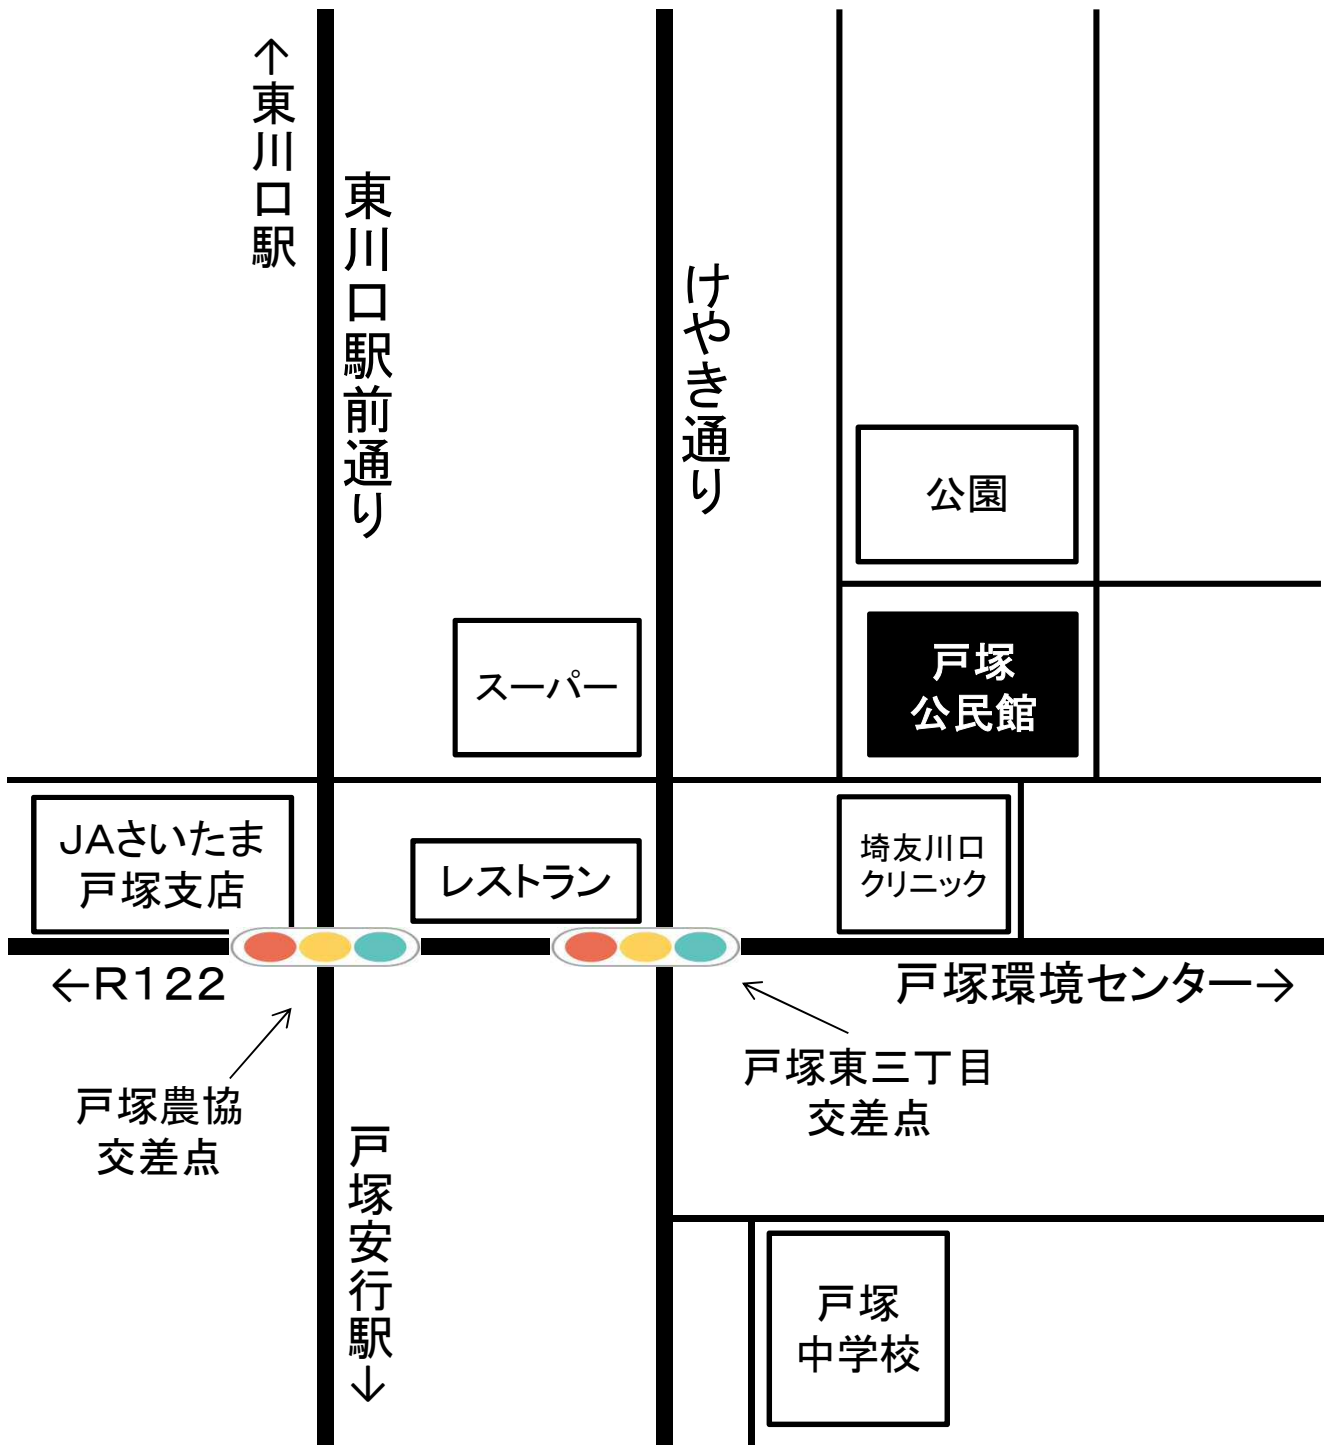 ↑東川口駅
東川口駅前通り
けやき通り
公園
戸塚
公民館
スーパー
JAさいたま
戸塚支店
レストラン
埼友川口
クリニック
←R122
戸塚環境センター→
戸塚農協
交差点
戸塚東三丁目
交差点
戸塚安行駅↓
戸塚
中学校